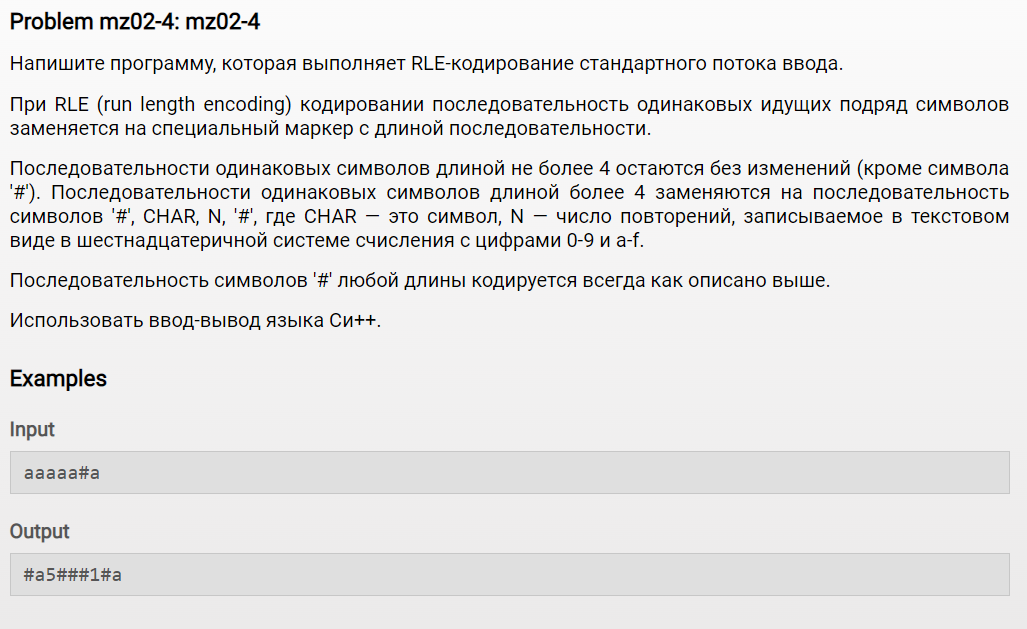 Problem mz02-4: mz02-4
Напишите программу, которая выполняет RLE-кодирование стандартного потока ввода.
При RLE (run length encoding) кодировании последовательность одинаковых идущих подряд символов
заменяется на специальный маркер с длиной последовательности.
Последовательности одинаковых символов длиной не более 4 остаются без изменений (кроме символа
'#'). Последовательности одинаковых символов длиной более 4 заменяются на последовательность
символов '#', CHAR, N, '#', где CHAR — это символ, N — число повторений, записываемое в текстовом
виде в шестнадцатеричной системе счисления с цифрами 0-9 и a-f.
Последовательность символов '#' любой длины кодируется всегда как описано выше.
Использовать ввод-вывод языка Си++.
Examples
Input
aaaaa#a
Output
#a5###1#a